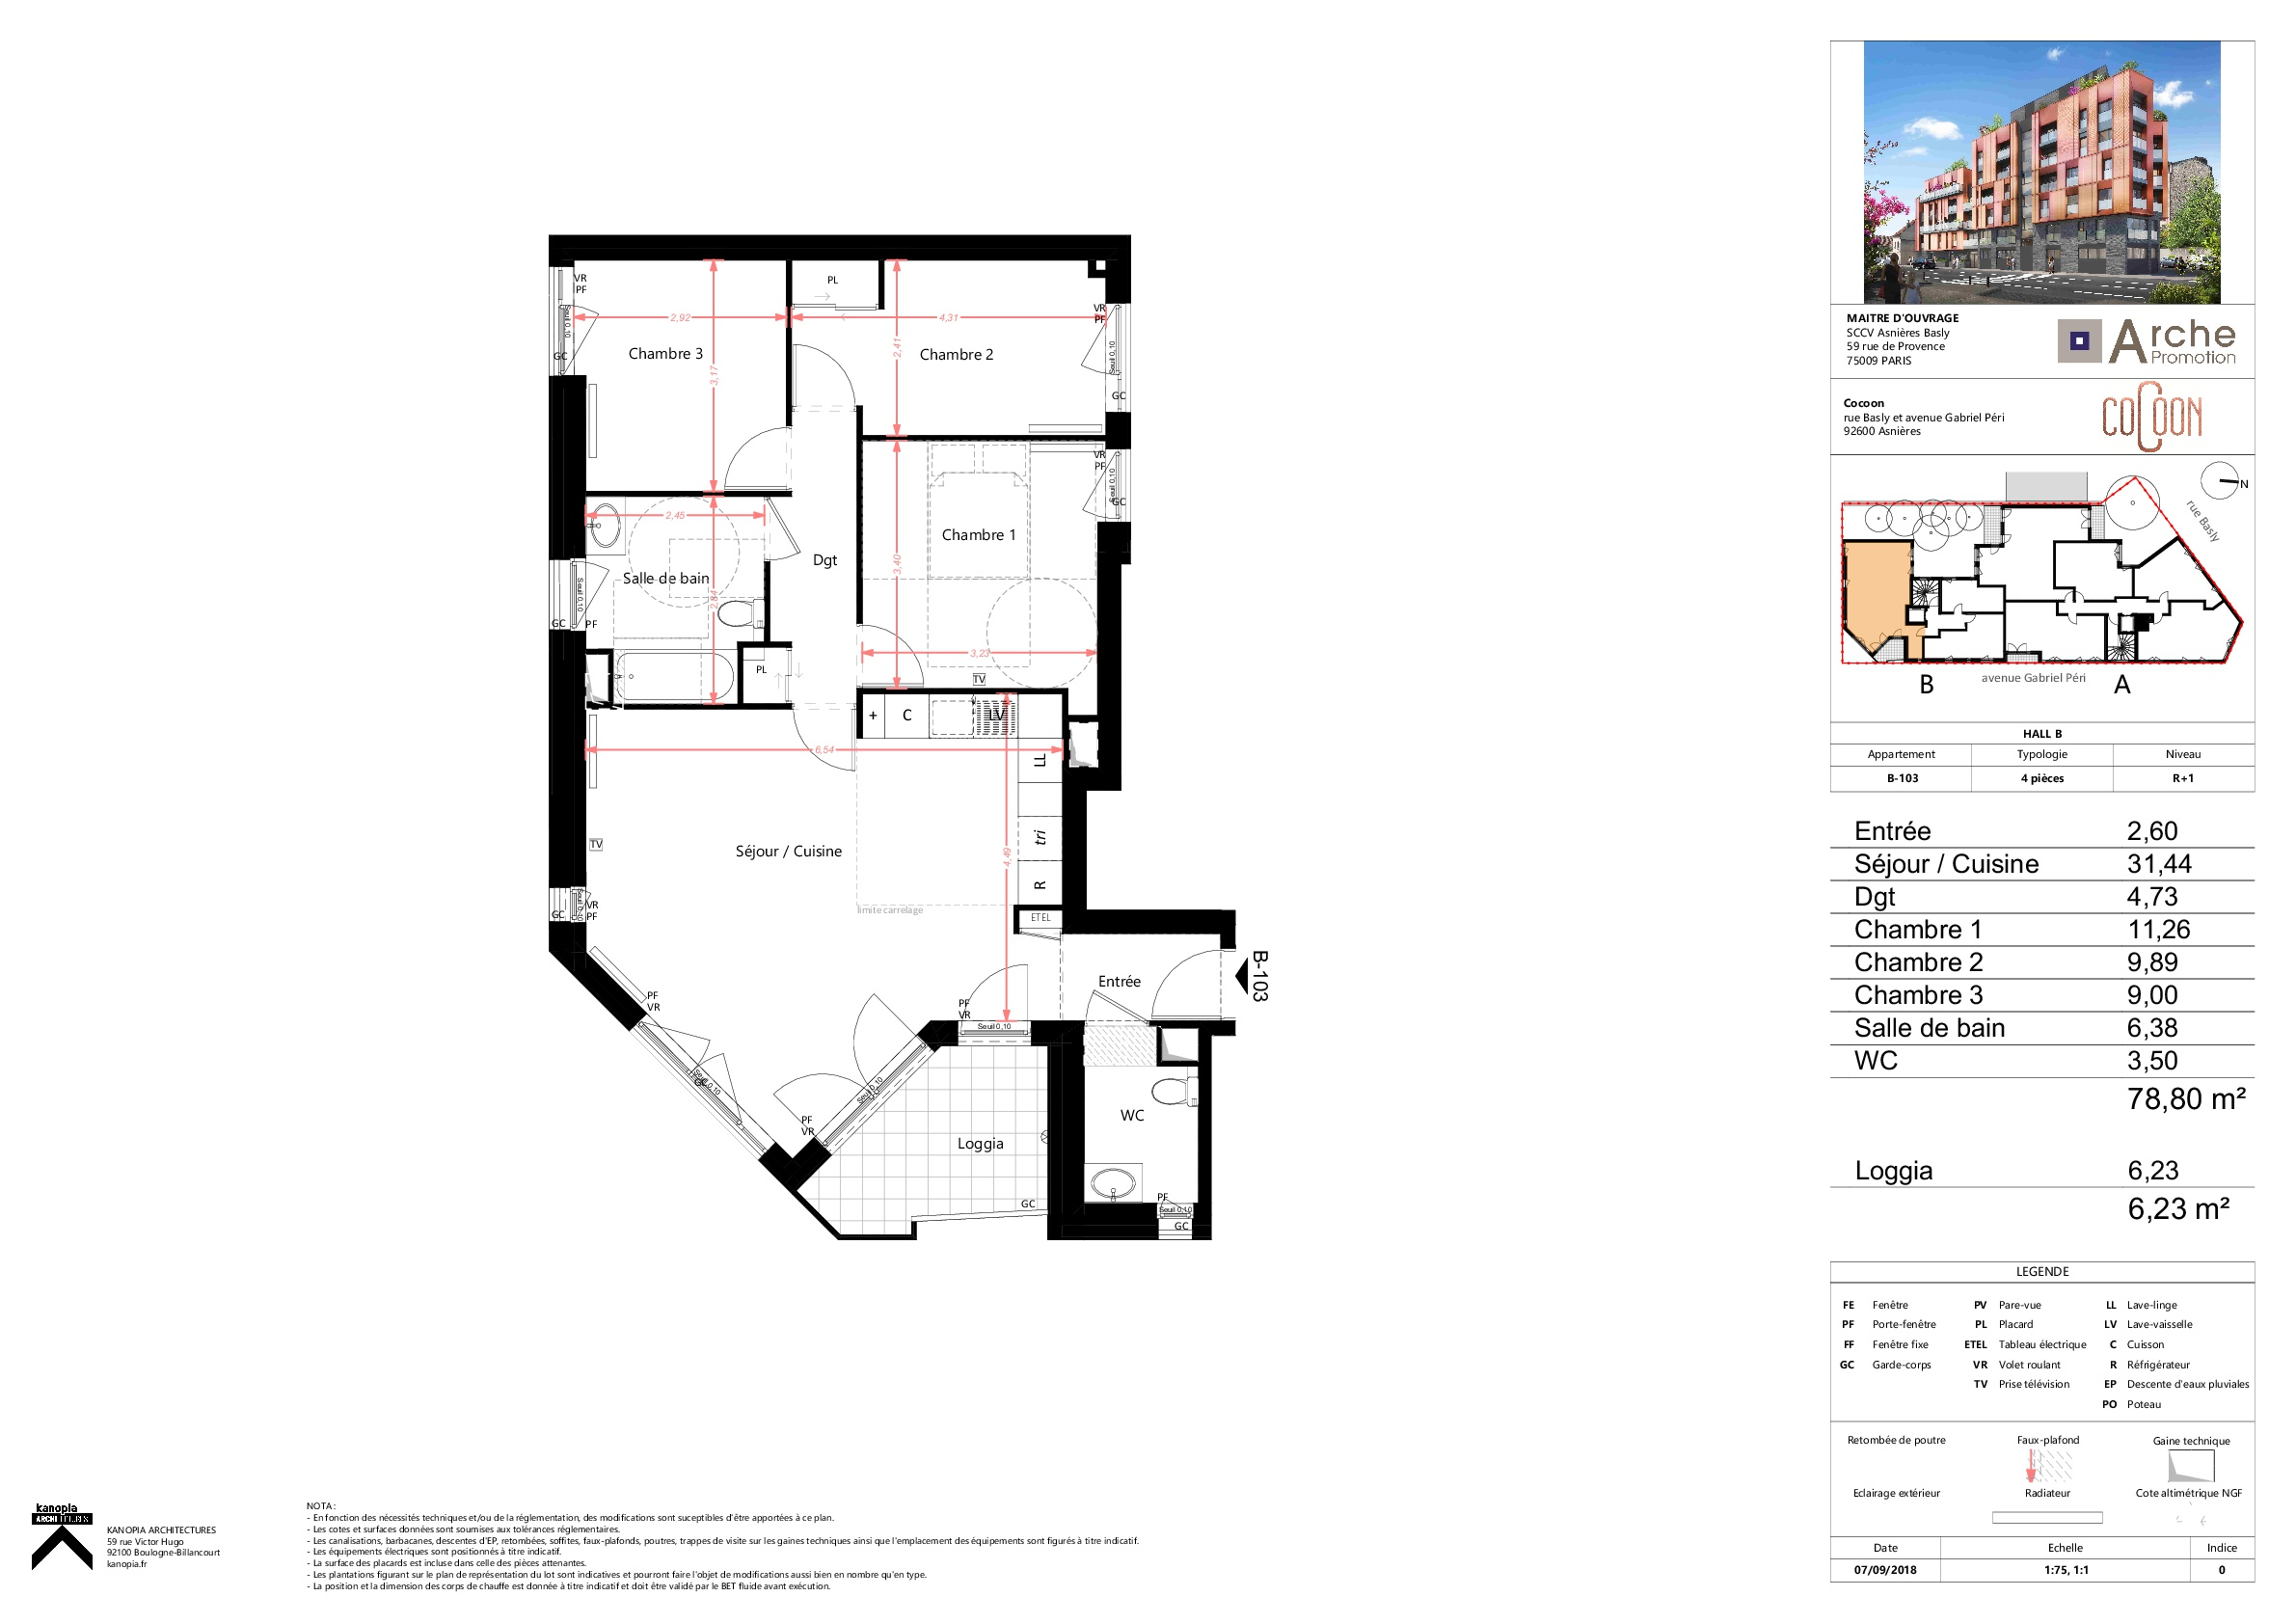 VR
PF
Seuil 0,10
GC
2,92
Chambre 3
3,17
PL
4,31
2,41
Chambre 2
VR
PF
Seuil 0,10
GC
VR
PF
Seuil 0,10
GC
2,45
Salle de bain
2,84
Seuil 0,10
GC
PF
Dgt
3,40
Chambre 1
3,23
TV
PL
+
C
LV
6,54
LL
tri
R
TV
Séjour / Cuisine
4,49
limite carrelage
ETEL
GC
VR
PF
Entrée
B-103
PF
VR
PF
VR
Seuil 0,10
Seuil 0,10
Seuil 0,10
PF
VR
Loggia
GC
WC
PF
Seuil 0,10
GC
MAITRE D'OUVRAGE
SCCV Asnières Basly
59 rue de Provence
75009 PARIS
Arche
Promotion
Cocoon
rue Basly et avenue Gabriel Péri
92600 Asnières
COCOON
N
rue Basly
avenue Gabriel Péri
B
A
HALL B
Appartement Typologie Niveau
B-103 4 pièces R+1
Entrée 2,60
Séjour / Cuisine 31,44
Dgt 4,73
Chambre 1 11,26
Chambre 2 9,89
Chambre 3 9,00
Salle de bain 6,38
WC 3,50
78,80 m²
Loggia 6,23
6,23 m²
LEGENDE
FE Fenêtre PV Pare-vue LL Lave-linge
PF Porte-fenêtre PL Placard LV Lave-vaisselle
FF Fenêtre fixe ETEL Tableau électrique C Cuisson
GC Garde-corps VR Volet roulant R Réfrigérateur
TV Prise télévision EP Descente d'eaux pluviales
PO Poteau
Retombée de poutre Faux-plafond Gaine technique
Eclairage extérieur Radiateur Cote altimétrique NGF
Date Echelle Indice
07/09/2018 1:75, 1:1 0
kanopia
ARCHITECTURES
KANOPIA ARCHITECTURES
59 rue Victor Hugo
92100 Boulogne-Billancourt
kanopia.fr
NOTA :
- En fonction des nécessités techniques et/ou de la réglementation, des modifications sont suceptibles d'être apportées à ce plan.
- Les cotes et surfaces données sont soumises aux tolérances réglementaires.
- Les canalisations, barbacanes, descentes d'EP, retombées, soffites, faux-plafonds, poutres, trappes de visite sur les gaines techniques ainsi que l'emplacement des équipements sont figurés à titre indicatif.
- Les équipements électriques sont positionnés à titre indicatif.
- La surface des placards est incluse dans celle des pièces attenantes.
- Les plantations figurant sur le plan de représentation du lot sont indicatives et pourront faire l'objet de modifications aussi bien en nombre qu'en type.
- La position et la dimension des corps de chauffe est donnée à titre indicatif et doit être validé par le BET fluide avant exécution.